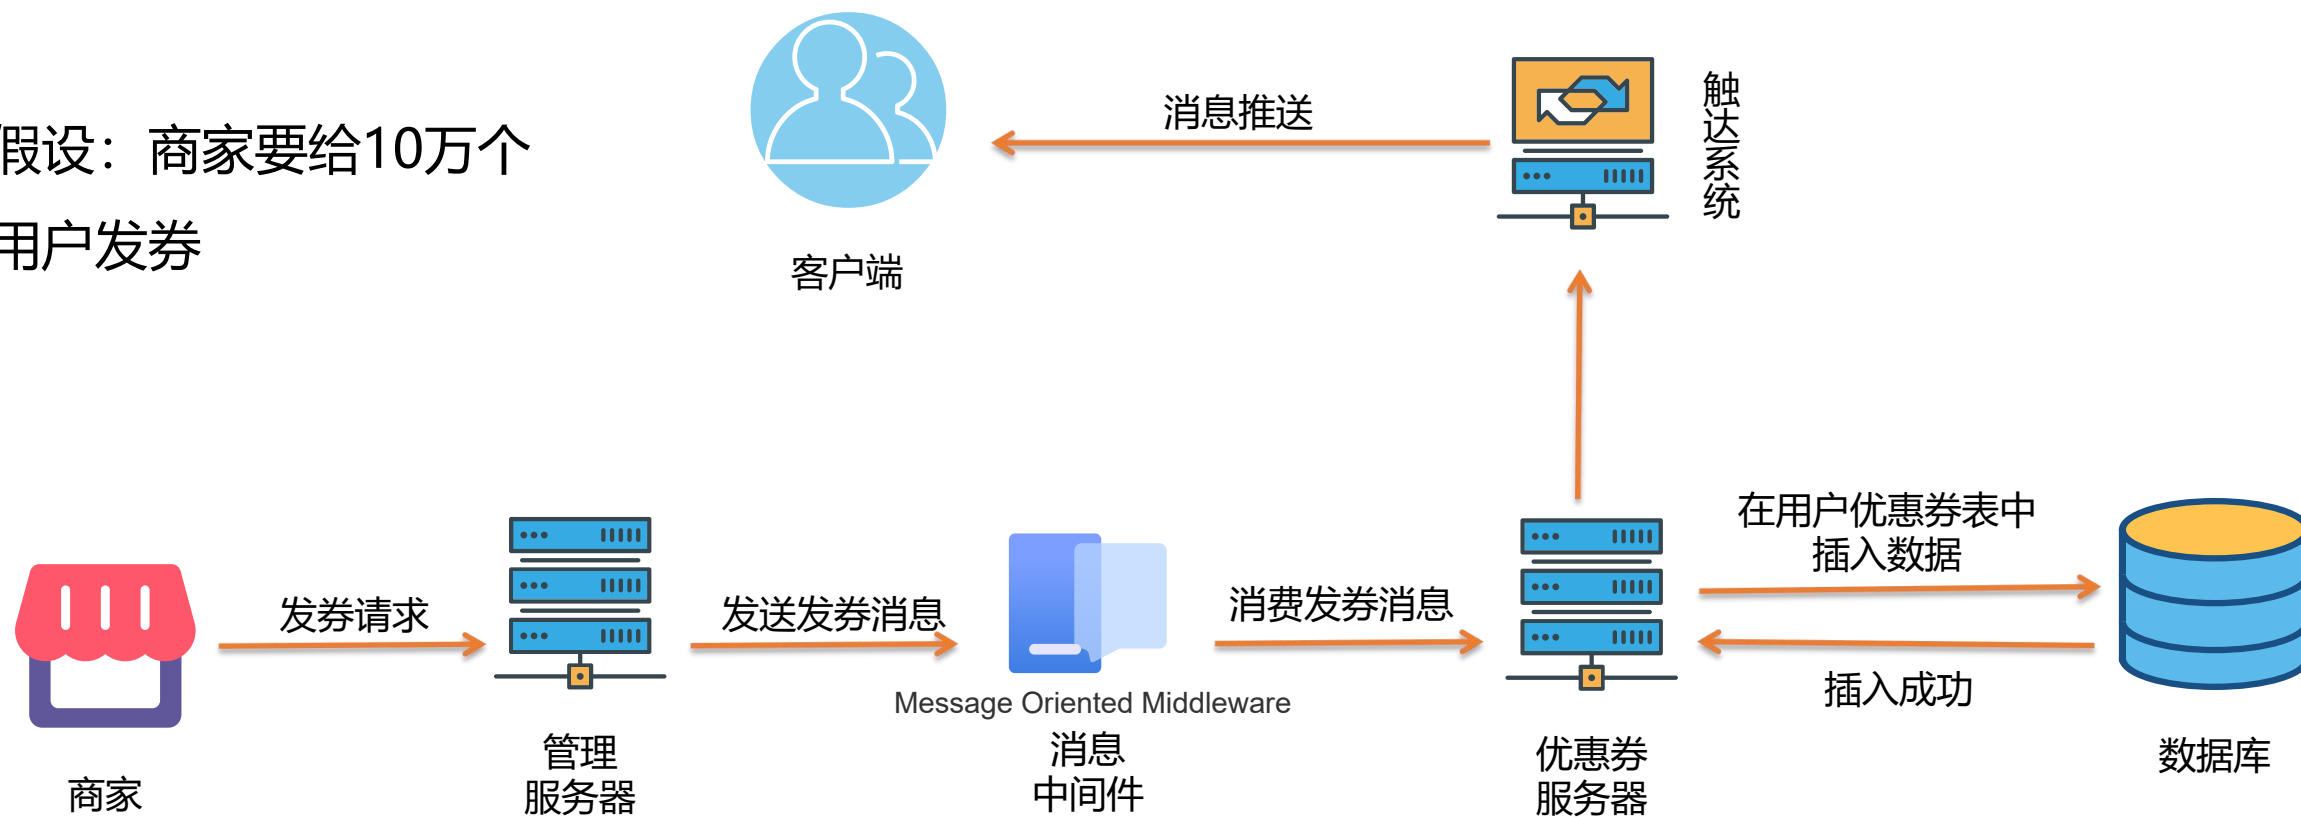 假设：商家要给10万个
用户发券
消息推送
触达系统
客户端
在用户优惠券表中
插入数据
发券请求
发送发券消息
消费发券消息
插入成功
Message Oriented Middleware
消息
中间件
管理
服务器
优惠券
服务器
数据库
商家